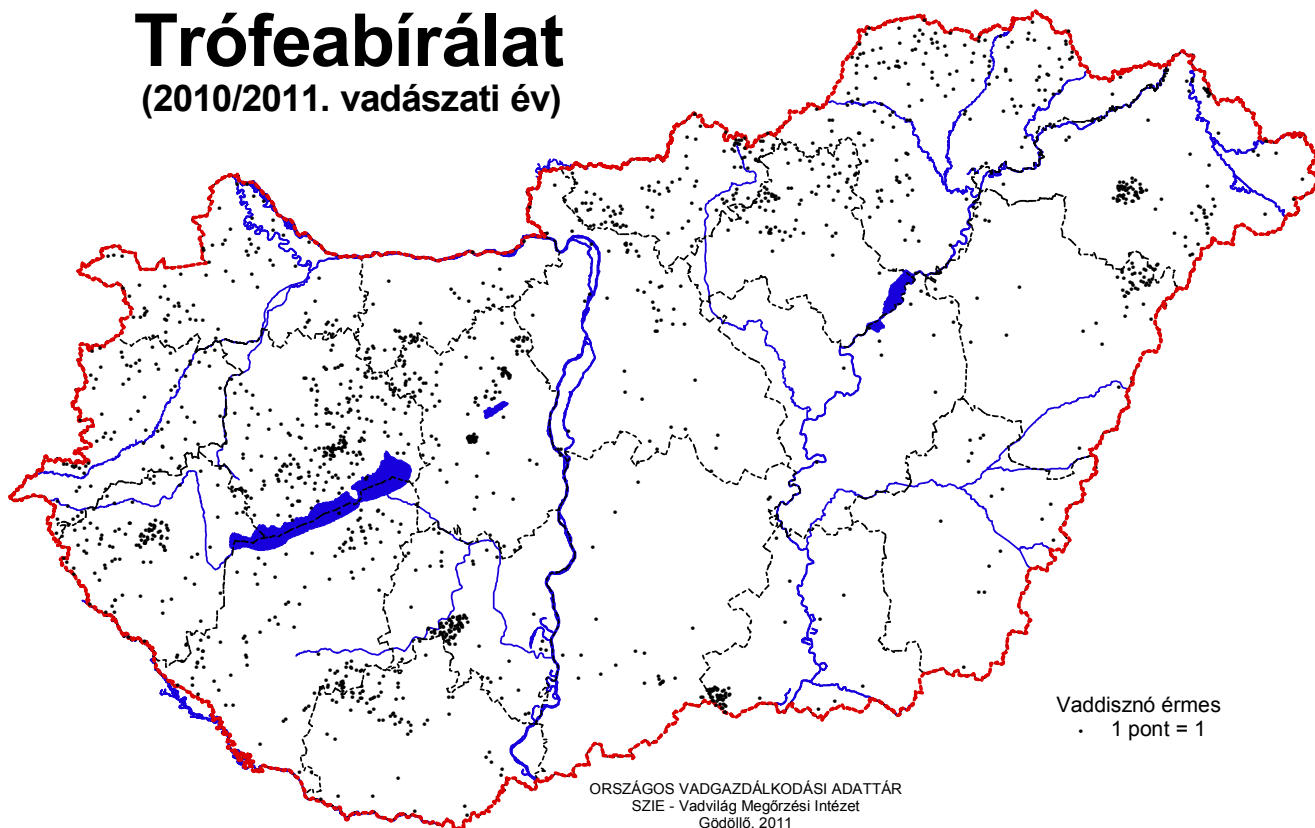 Trófeabírálat
(2010/2011. vadászati év)
Vaddisznó érmes
. 1 pont = 1
ORSZÁGOS VADGAZDÁLKODÁSI ADATTÁR
SZIE - Vadvilág Megőrzési Intézet
Gödöllő, 2011